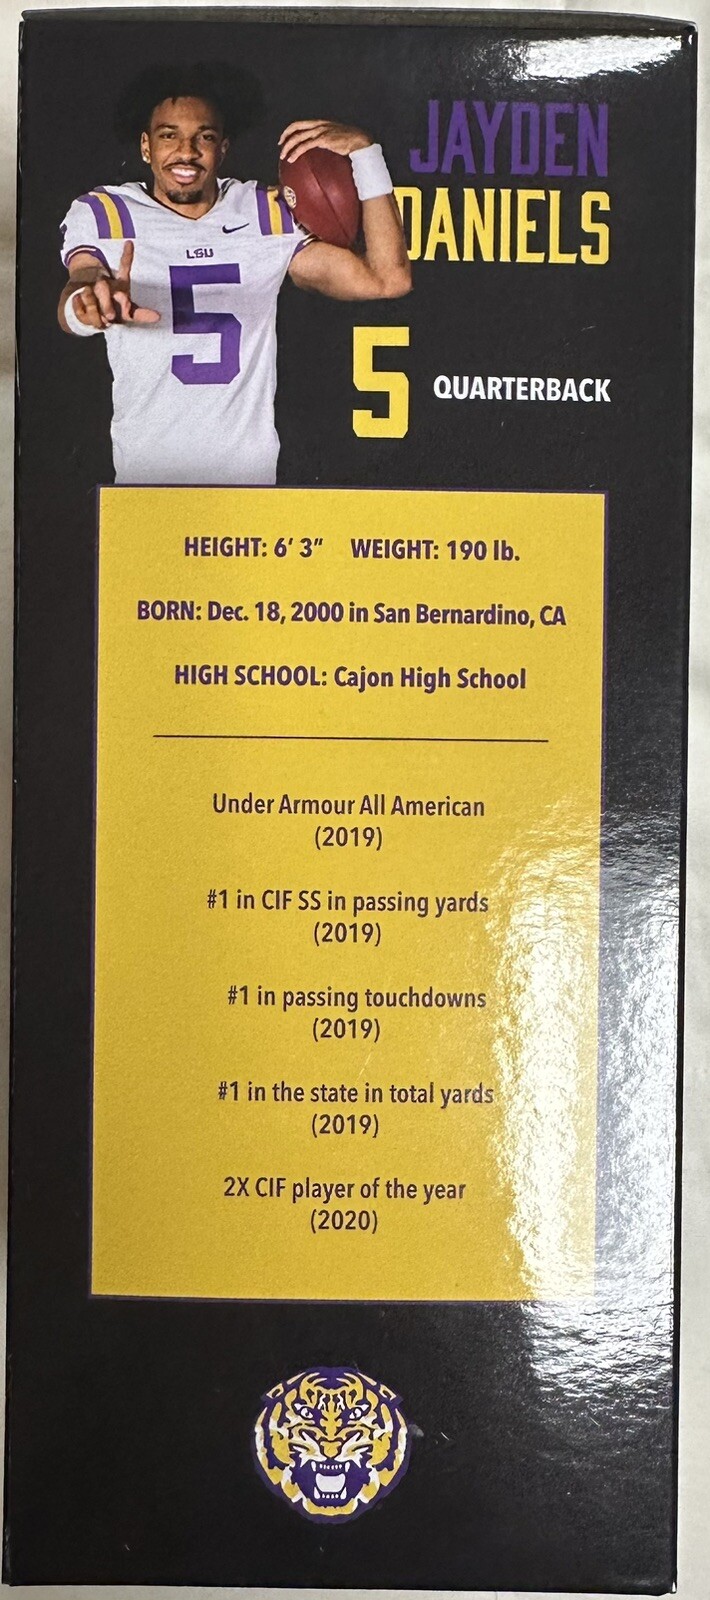 JAYDEN
DANIELS
LSU
5
5 QUARTERBACK
HEIGHT: 6' 3" WEIGHT: 190 lb.
BORN: Dec. 18, 2000 in San Bernardino, CA
HIGH SCHOOL: Cajon High School
Under Armour All American
(2019)
#1 in CIF SS in passing yards
(2019)
#1 in passing touchdowns
(2019)
#1 in the state in total yards
(2019)
2X CIF player of the year
(2020)